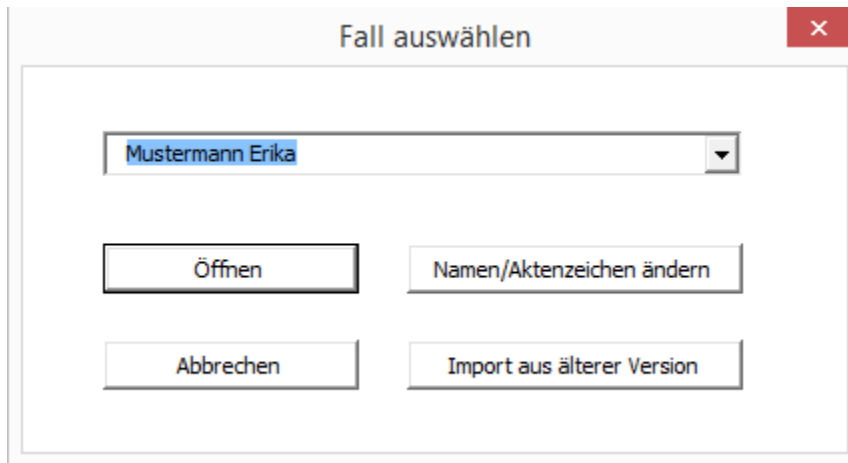 Fall auswählen
Mustermann Erika
Öffnen
Namen/Aktenzeichen ändern
Abbrechen
Import aus älterer Version